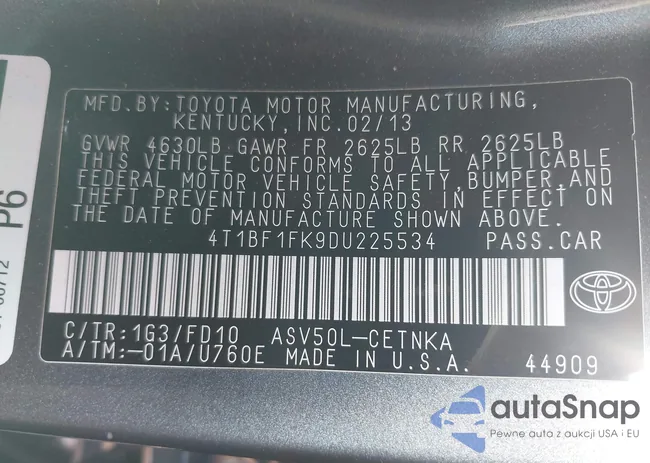 MFD.BY:TOYOTA MOTOR MANUFACTURING,
KENTUCKY,INC.02/13
GVWR 4630LB GAWR FR 2625LB RR 2625LB
THIS VEHICLE CONFORMS TO ALL APPLICABLE
FEDERAL MOTOR VEHICLE SAFETY,BUMPER,AND
THEFT PREVENTION STANDARDS IN EFFECT ON
THE DATE OF MANUFACTURE SHOWN ABOVE.
4T1BF1FK9DU225534 PASS.CAR
C/TR:1G3/FD10 ASV50L-CETNKA
A/TM:-01A/U760E MADE IN U.S.A. 44909
P6
autaSnap
Pewne auta z aukcji USA i EU